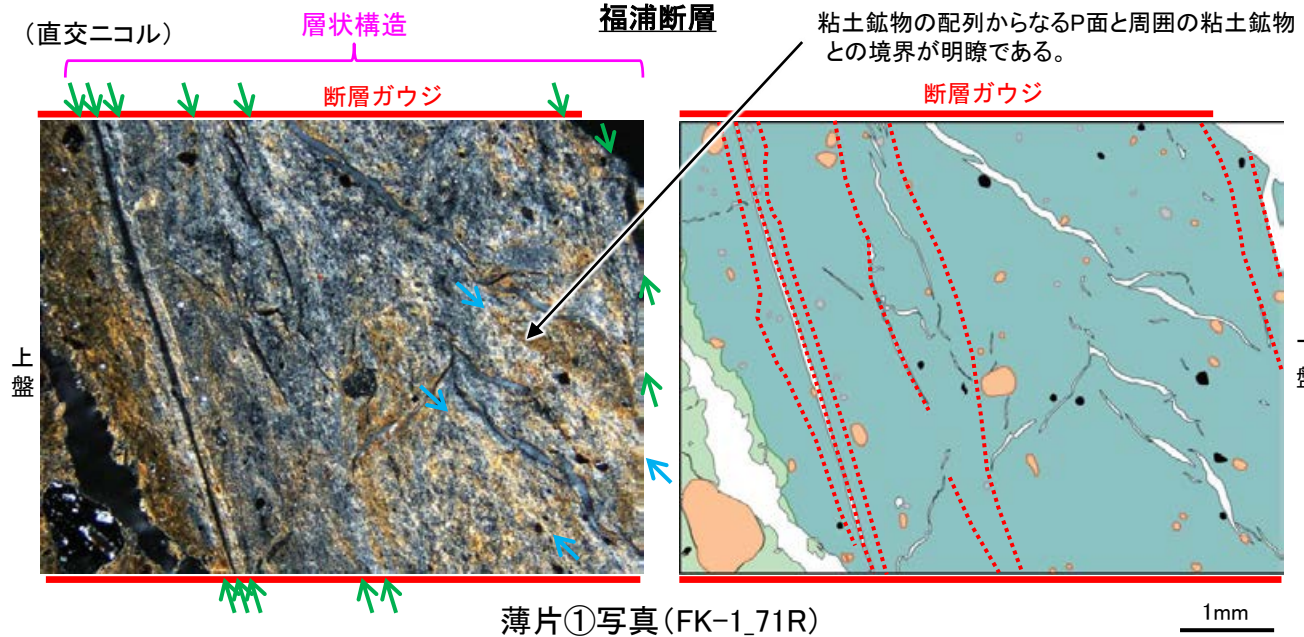 福浦断層
(直交ニコル)
層状構造
粘土鉱物の配列からなるP面と周囲の粘土鉱物
との境界が明瞭である。
断層ガウジ
断層ガウジ
上
盤
盤
薄片①写真(FK-1_71R)
1mm